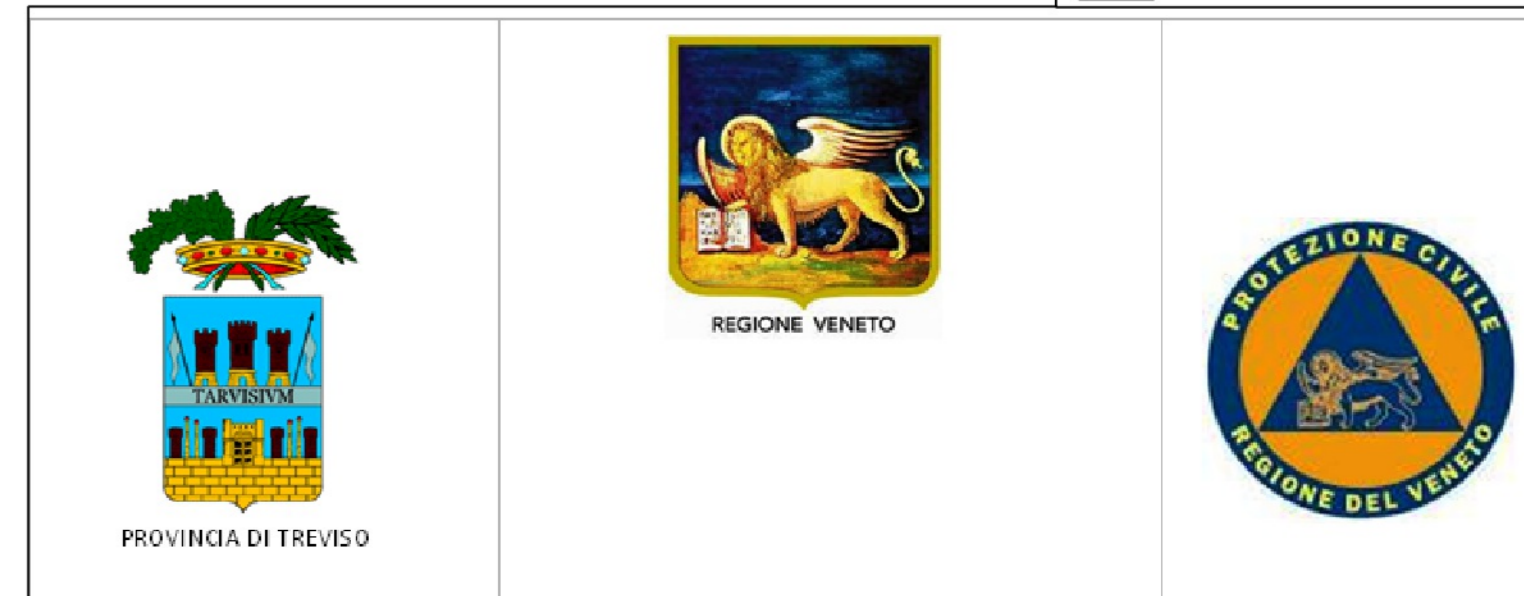 TARVISIVM
PROVINCIA DI TREVISO
REGIONE VENETO
PROTEZIONE CIVILE
REGIONE DEL VENETO